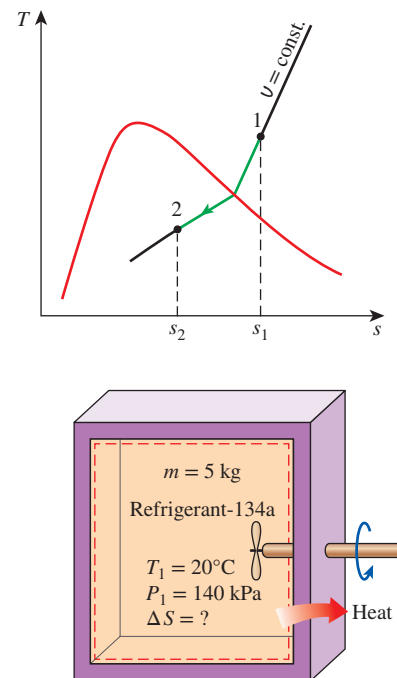 T
υ = const.
1
2
s₂
s₁
s
m = 5 kg
Refrigerant-134a
T₁ = 20°C
P₁ = 140 kPa
ΔS = ?
Heat